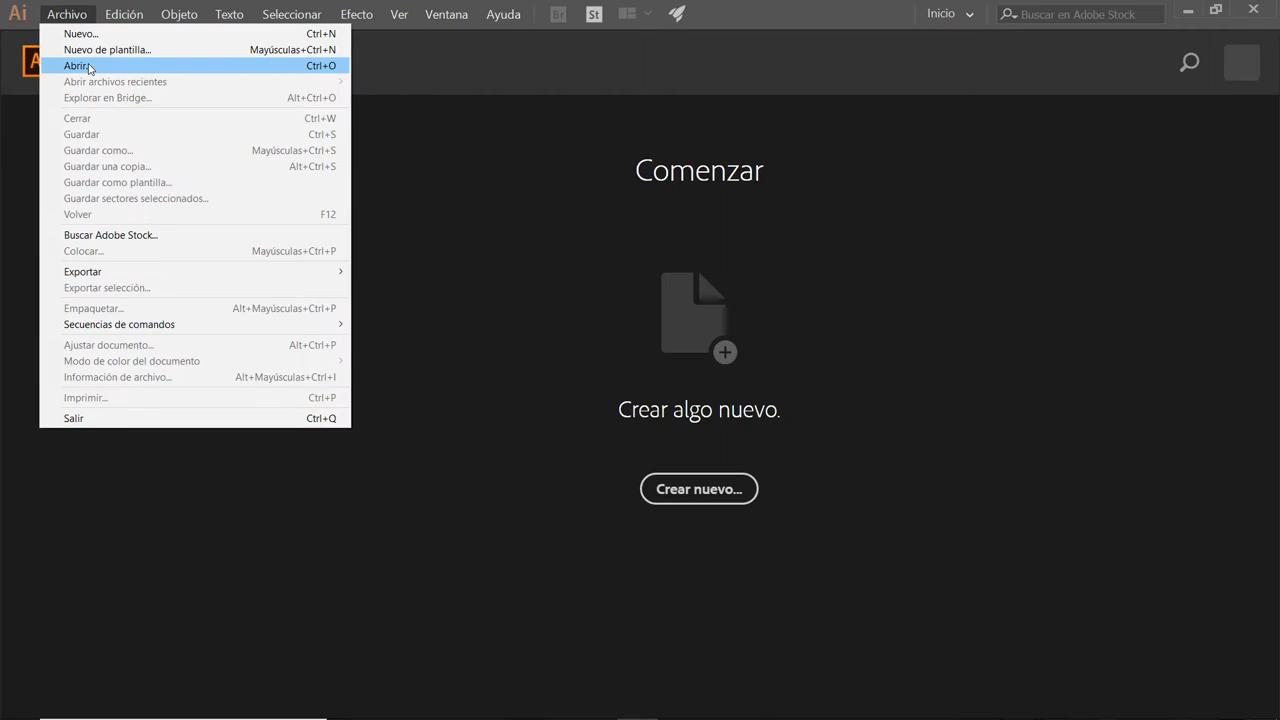 Ai Archivo Edición Objeto Texto Seleccionar Efecto Ver Ventana Ayuda Br St Inicio Buscar en Adobe Stock
Nuevo... Ctrl+N
Nuevo de plantilla... Mayúsculas+Ctrl+N
Abrir... Ctrl+O
Abrir archivos recientes
Explorar en Bridge... Alt+Ctrl+O
Cerrar Ctrl+W
Guardar Ctrl+S
Guardar como... Mayúsculas+Ctrl+S
Guardar una copia... Alt+Ctrl+S
Guardar como plantilla...
Guardar sectores seleccionados...
Volver F12
Buscar Adobe Stock...
Colocar... Mayúsculas+Ctrl+P
Exportar
Exportar selección...
Empaquetar... Alt+Mayúsculas+Ctrl+P
Secuencias de comandos
Ajustar documento... Alt+Ctrl+P
Modo de color del documento
Información de archivo... Alt+Mayúsculas+Ctrl+I
Imprimir... Ctrl+P
Salir Ctrl+Q
Comenzar
Crear algo nuevo.
Crear nuevo...